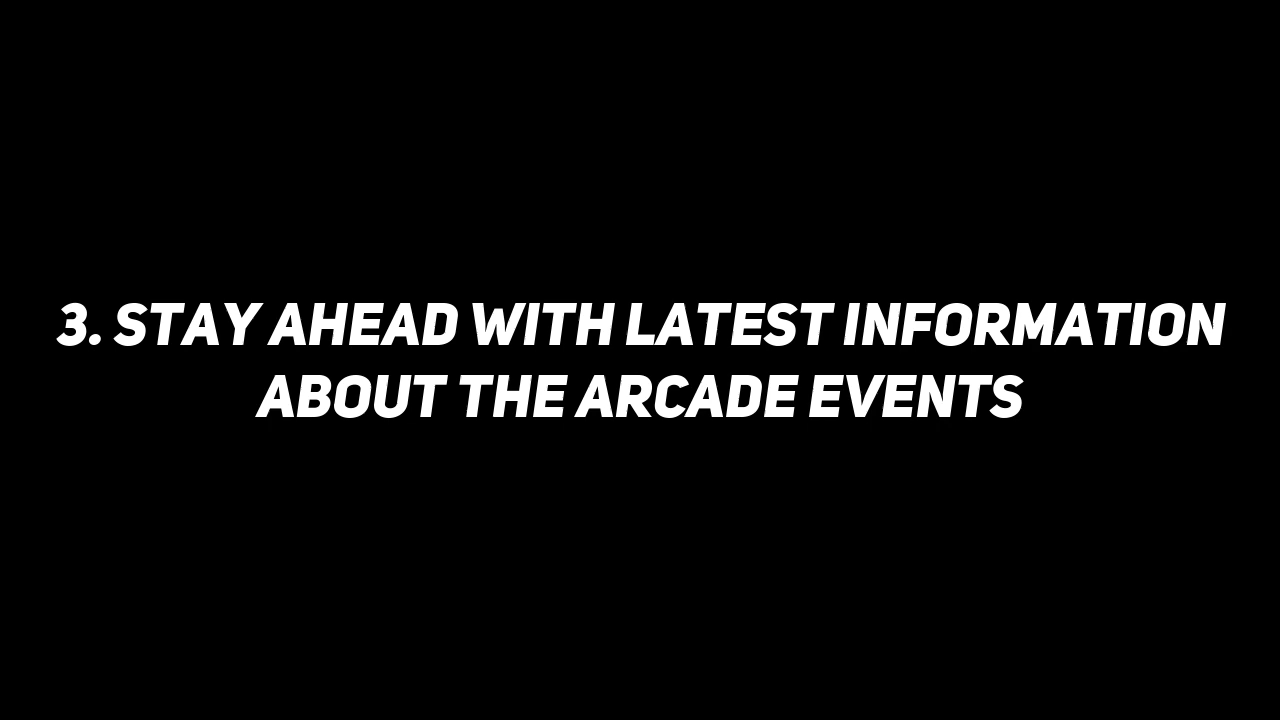 3. STAY AHEAD WITH LATEST INFORMATION
ABOUT THE ARCADE EVENTS